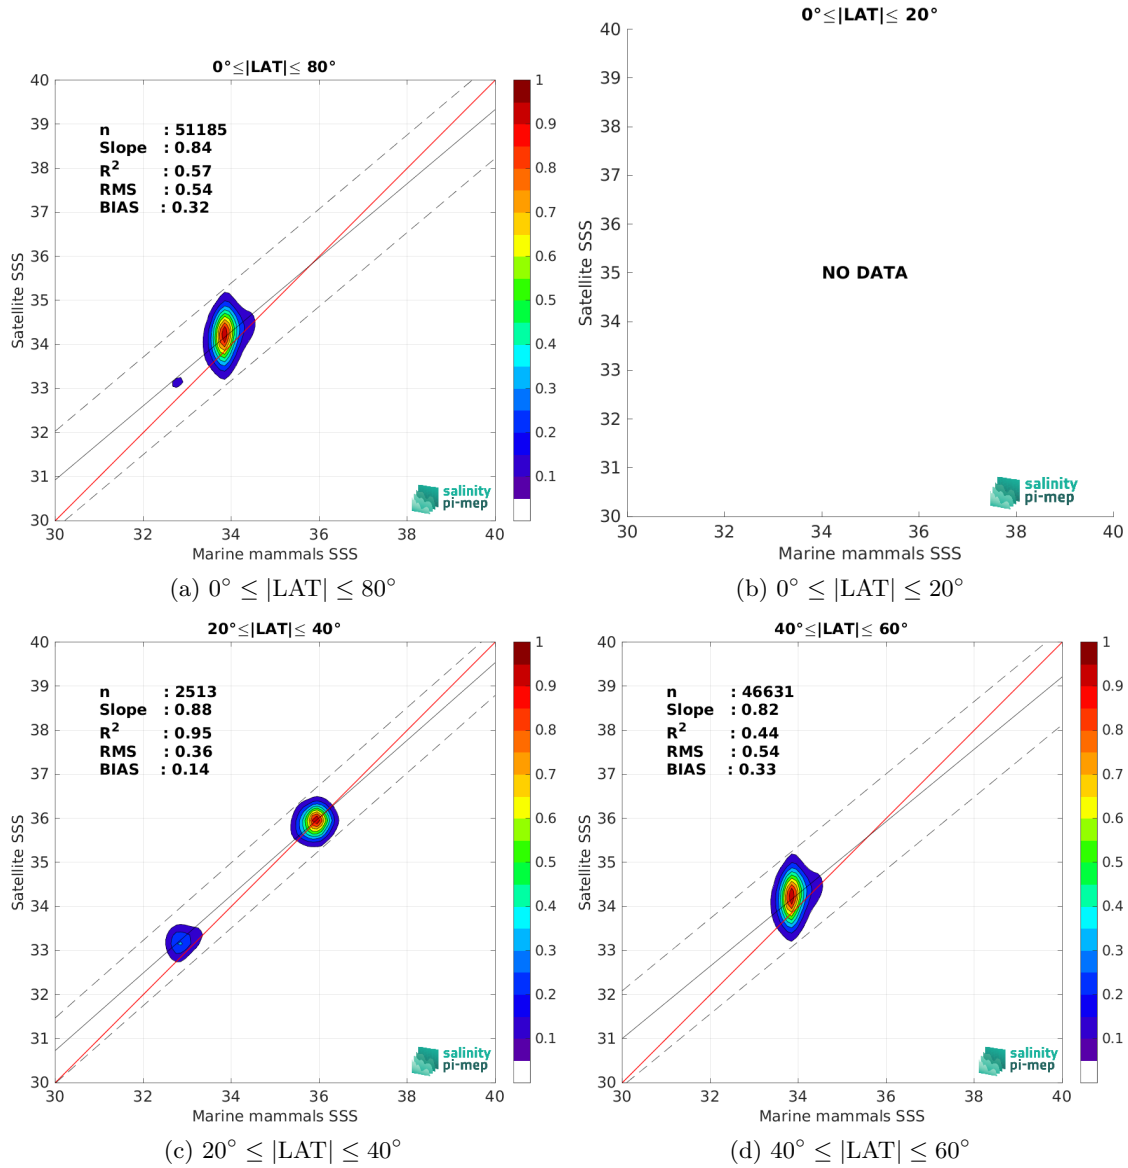 0°≤|LAT|≤ 80°
n : 51185
Slope : 0.84
R² : 0.57
RMS : 0.54
BIAS : 0.32
40
39
38
37
36
35
34
33
32
31
30
30 32 34 36 38 40
Satellite SSS
Marine mammals SSS
1
0.9
0.8
0.7
0.6
0.5
0.4
0.3
0.2
0.1
salinity
pi-mep
(a) 0° ≤ |LAT| ≤ 80°
0°≤|LAT|≤ 20°
40
39
38
37
36
35
34
33
32
31
30
30 32 34 36 38 40
Satellite SSS
NO DATA
Marine mammals SSS
salinity
pi-mep
(b) 0° ≤ |LAT| ≤ 20°
20°≤|LAT|≤ 40°
n : 2513
Slope : 0.88
R² : 0.95
RMS : 0.36
BIAS : 0.14
40
39
38
37
36
35
34
33
32
31
30
30 32 34 36 38 40
Satellite SSS
Marine mammals SSS
1
0.9
0.8
0.7
0.6
0.5
0.4
0.3
0.2
0.1
salinity
pi-mep
(c) 20° ≤ |LAT| ≤ 40°
40°≤|LAT|≤ 60°
n : 46631
Slope : 0.82
R² : 0.44
RMS : 0.54
BIAS : 0.33
40
39
38
37
36
35
34
33
32
31
30
30 32 34 36 38 40
Satellite SSS
Marine mammals SSS
1
0.9
0.8
0.7
0.6
0.5
0.4
0.3
0.2
0.1
salinity
pi-mep
(d) 40° ≤ |LAT| ≤ 60°